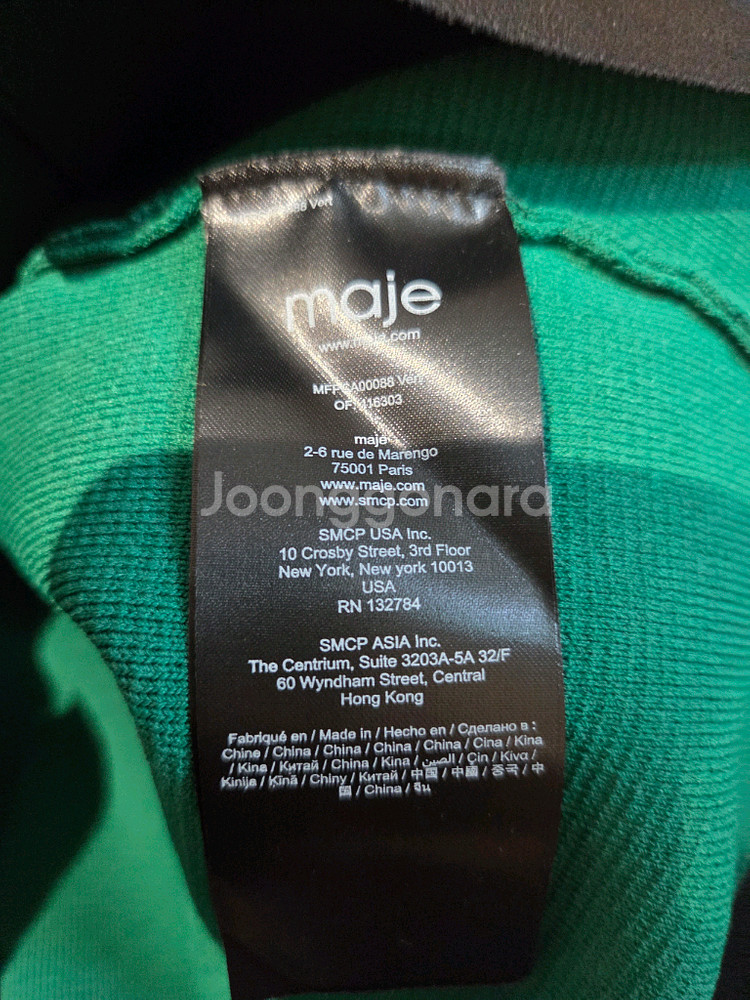 Vert
maje
www.maje.com
Vert
maje
2-6 rue de Marengo
75001 Paris
www.maje.com
www.smcp.com
Joonggonara
SMCP USA Inc.
10 Crosby Street, 3rd Floor
New York, New york 10013
USA
RN 132784
SMCP ASIA Inc.
The Centrium, Suite 3203A-5A 32/F
60 Wyndham Street, Central
Hong Kong
Fabriqué en / Made in / Hecho en / Сделано в :
Chine / China / China / China / China / Cina / Kina
/ Kina / Китай / China / Kina / الصين / Çin / Kίνα /
Kinija / Ķīnā / Chiny / Китай / 中国 / 中國 / 중국 / 中
国 / China / จีน